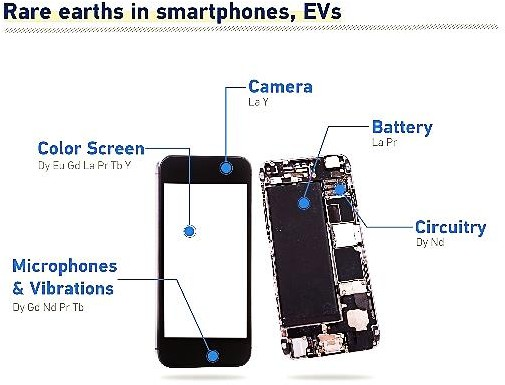 Rare earths in smartphones, EVs
Camera
La Y
Battery
La Pr
Color Screen
Dy Eu Gd La Pr Tb Y
Circuitry
Dy Nd
Microphones
& Vibrations
Dy Gd Nd Pr Tb